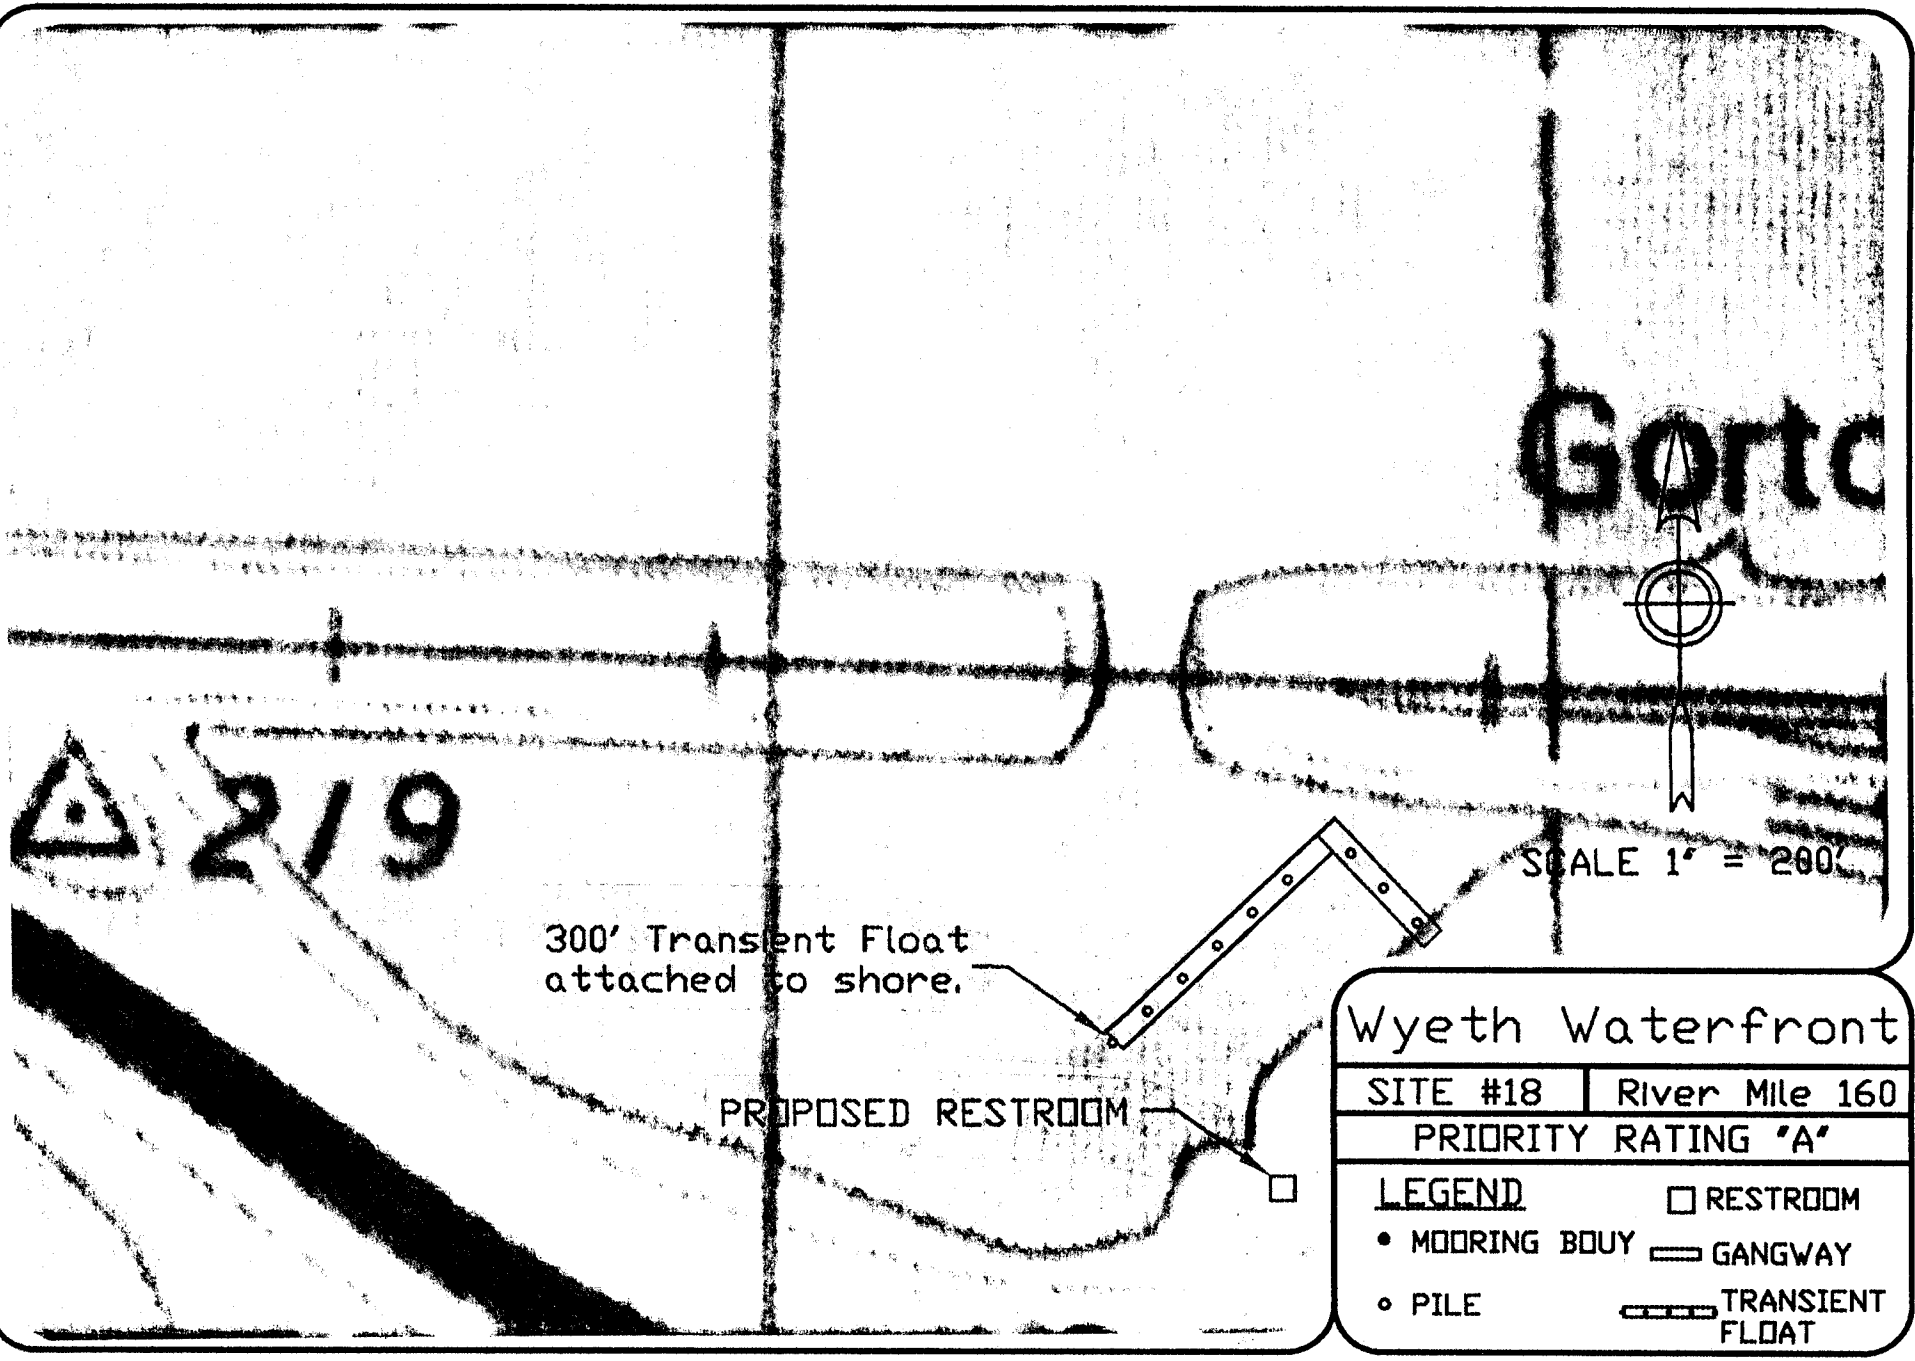 Gorto
219
SCALE 1" = 200'
300' Transient Float
attached to shore.
PROPOSED RESTROOM
Wyeth Waterfront
SITE #18
River Mile 160
PRIORITY RATING "A"
LEGEND
RESTROOM
MOORING BOUY
GANGWAY
PILE
TRANSIENT
FLOAT